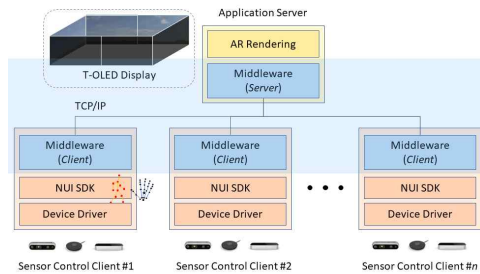 Application Server
AR Rendering
T-OLED Display
Middleware
(Server)
TCP/IP
Middleware
(Client)
Middleware
(Client)
Middleware
(Client)
NUI SDK
NUI SDK
NUI SDK
Device Driver
Device Driver
Device Driver
Sensor Control Client #1
Sensor Control Client #2
Sensor Control Client #n